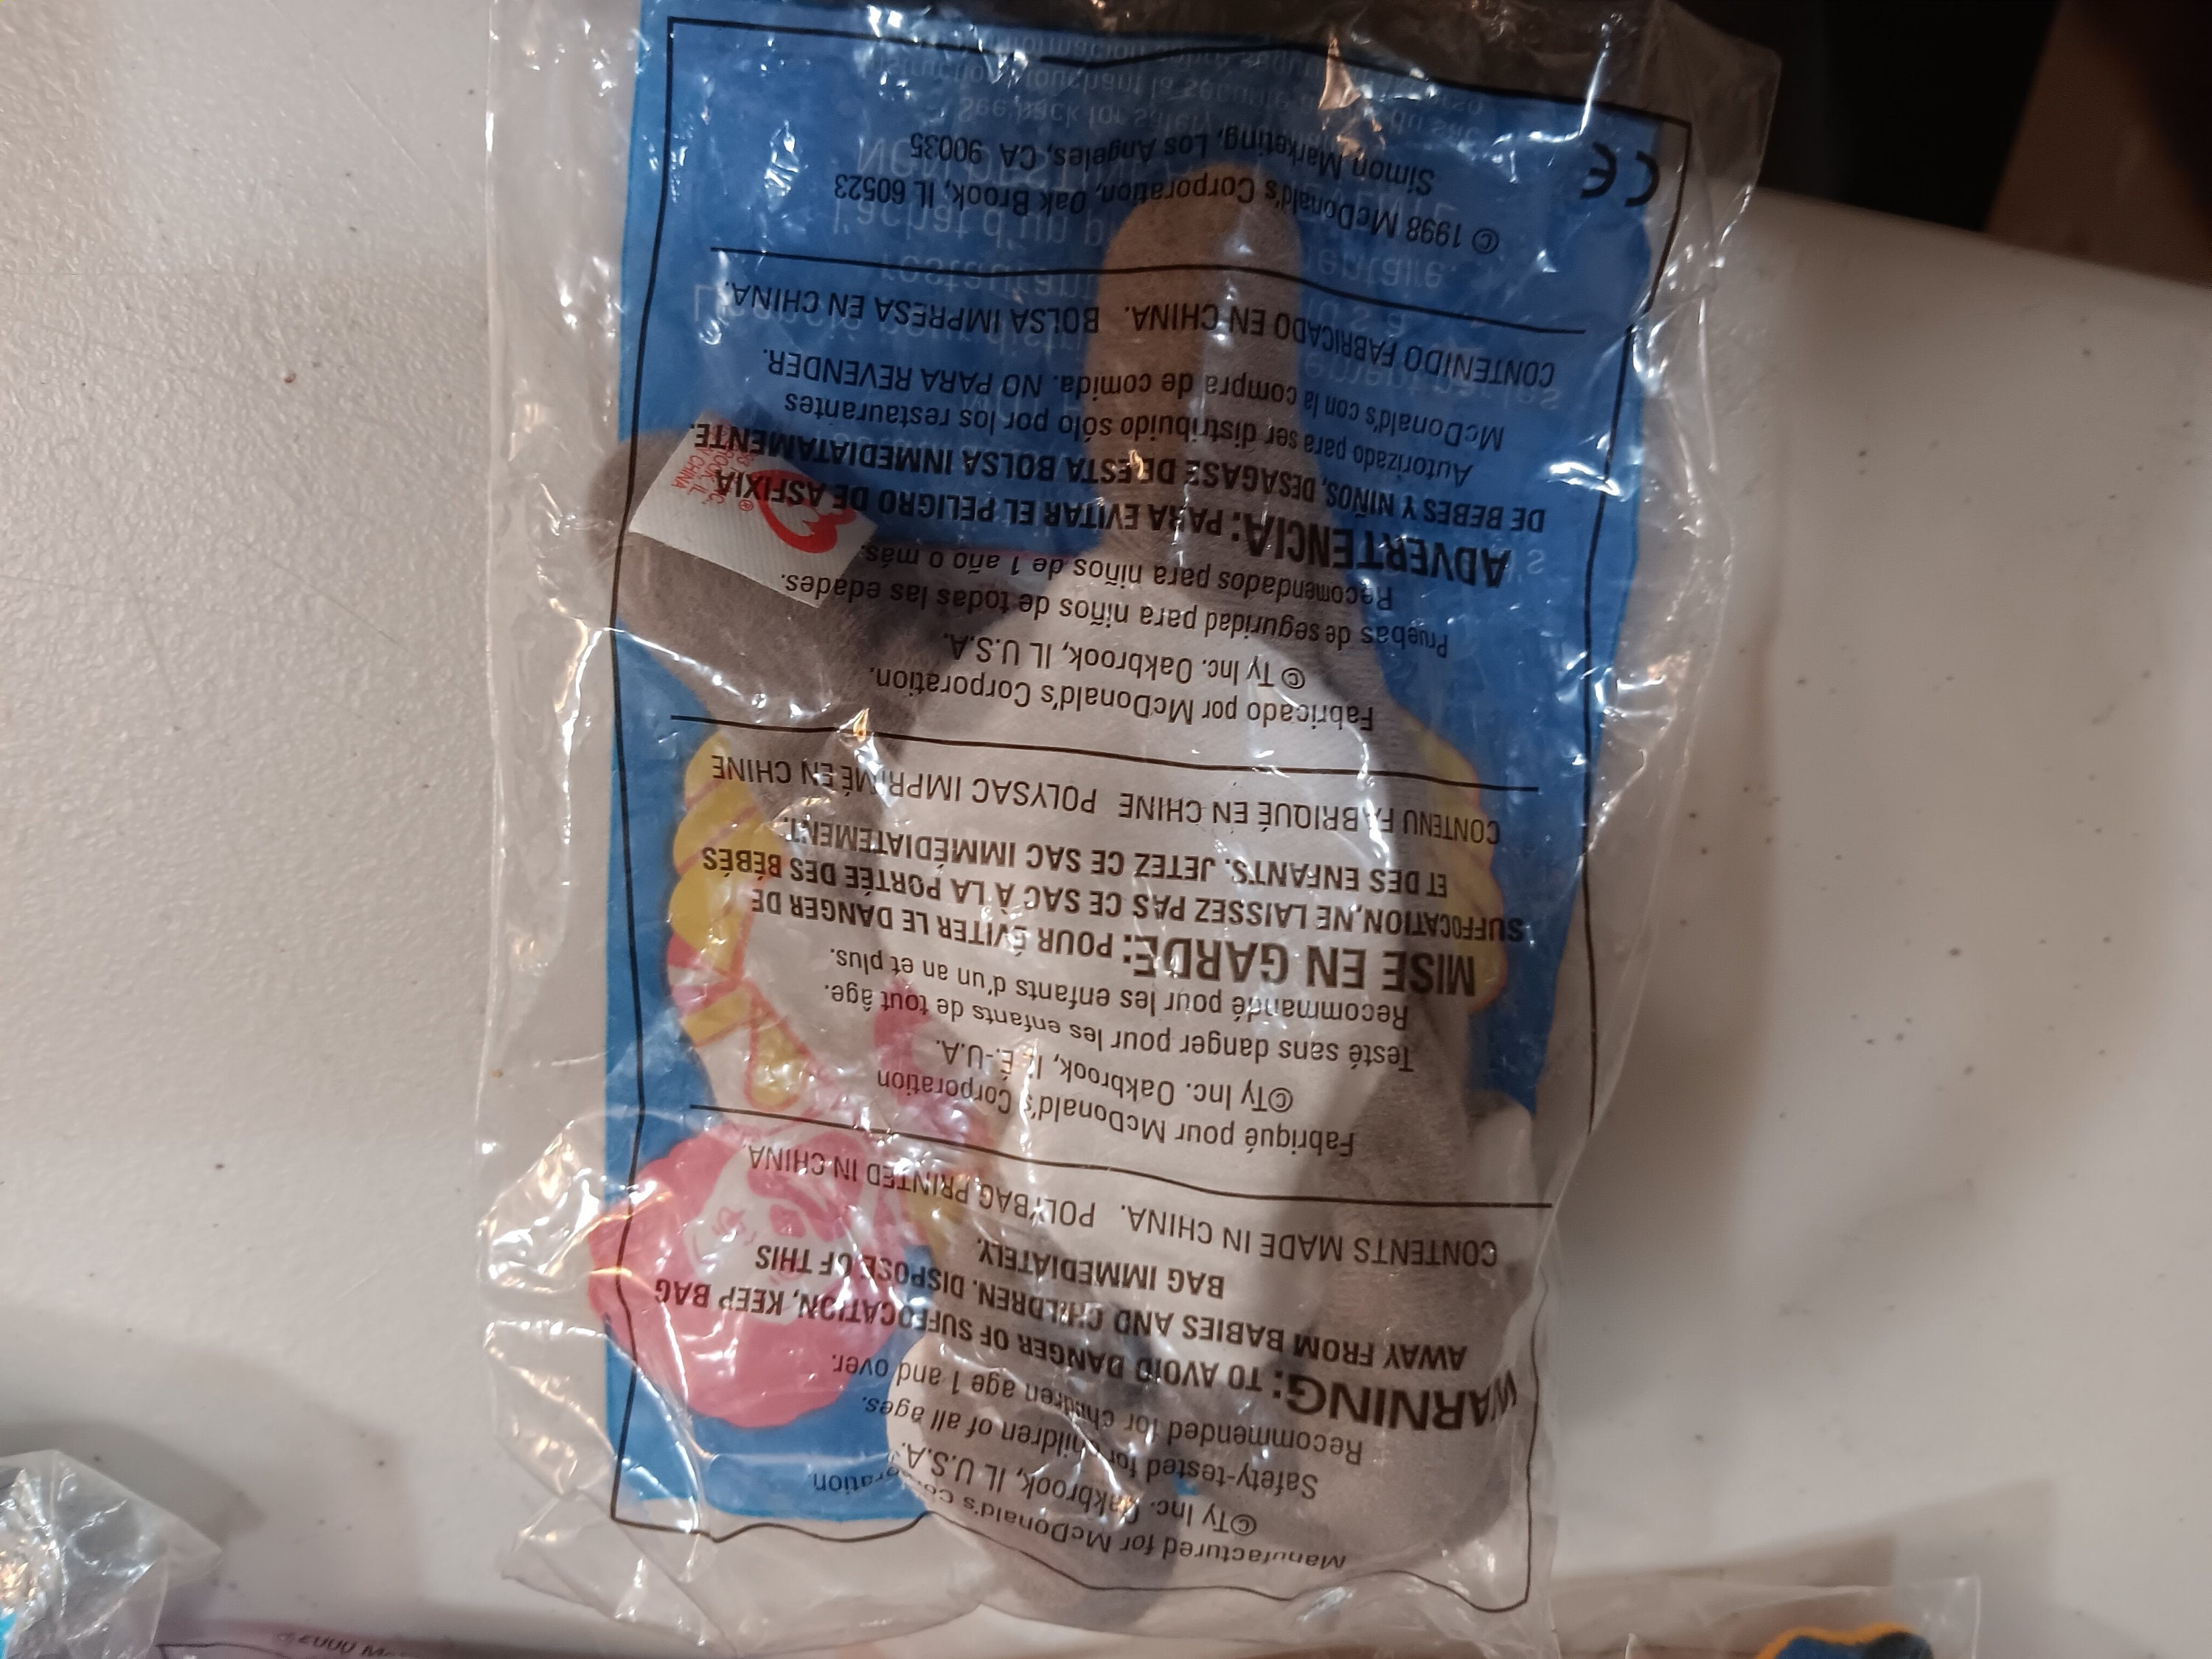 Manufactured for McDonald's Corporation
©Ty Inc. Oakbrook, IL U.S.A.
Safety-tested for children of all ages.
Recommended for children age 1 and over.
WARNING: TO AVOID DANGER OF SUFFOCATION, KEEP BAG
AWAY FROM BABIES AND CHILDREN. DISPOSE OF THIS
BAG IMMEDIATELY.
CONTENTS MADE IN CHINA. POLYBAG PRINTED IN CHINA
Fabriqué pour McDonald's Corporation
©Ty Inc. Oakbrook, IL É.-U.A.
Testé sans danger pour les enfants de tout âge.
Recommandé pour les enfants d'un an et plus.
MISE EN GARDE: POUR ÉVITER LE DANGER DE
SUFFOCATION, NE LAISSEZ PAS CE SAC À LA PORTÉE DES BÉBÉS
ET DES ENFANTS. JETEZ CE SAC IMMÉDIATEMENT.
CONTENU FABRIQUÉ EN CHINE POLYSAC IMPRIMÉ EN CHINE
Fabricado por McDonald's Corporation.
© Ty Inc. Oakbrook, IL U.S.A.
Pruebas de seguridad para niños de todas las edades.
Recomendados para niños de 1 año o más.
ADVERTENCIA: PARA EVITAR EL PELIGRO DE ASFIXIA
DE BEBES Y NIÑOS, DESAGASE DE ESTA BOLSA INMEDIATAMENTE.
Autorizado para ser distribuido sólo por los restaurantes
McDonald's con la compra de comida. NO PARA REVENDER.
CONTENIDO FABRICADO EN CHINA. BOLSA IMPRESA EN CHINA.
© 1998 McDonald's Corporation, Oak Brook, IL 60523
Simon Marketing, Los Angeles, CA 90035
CE